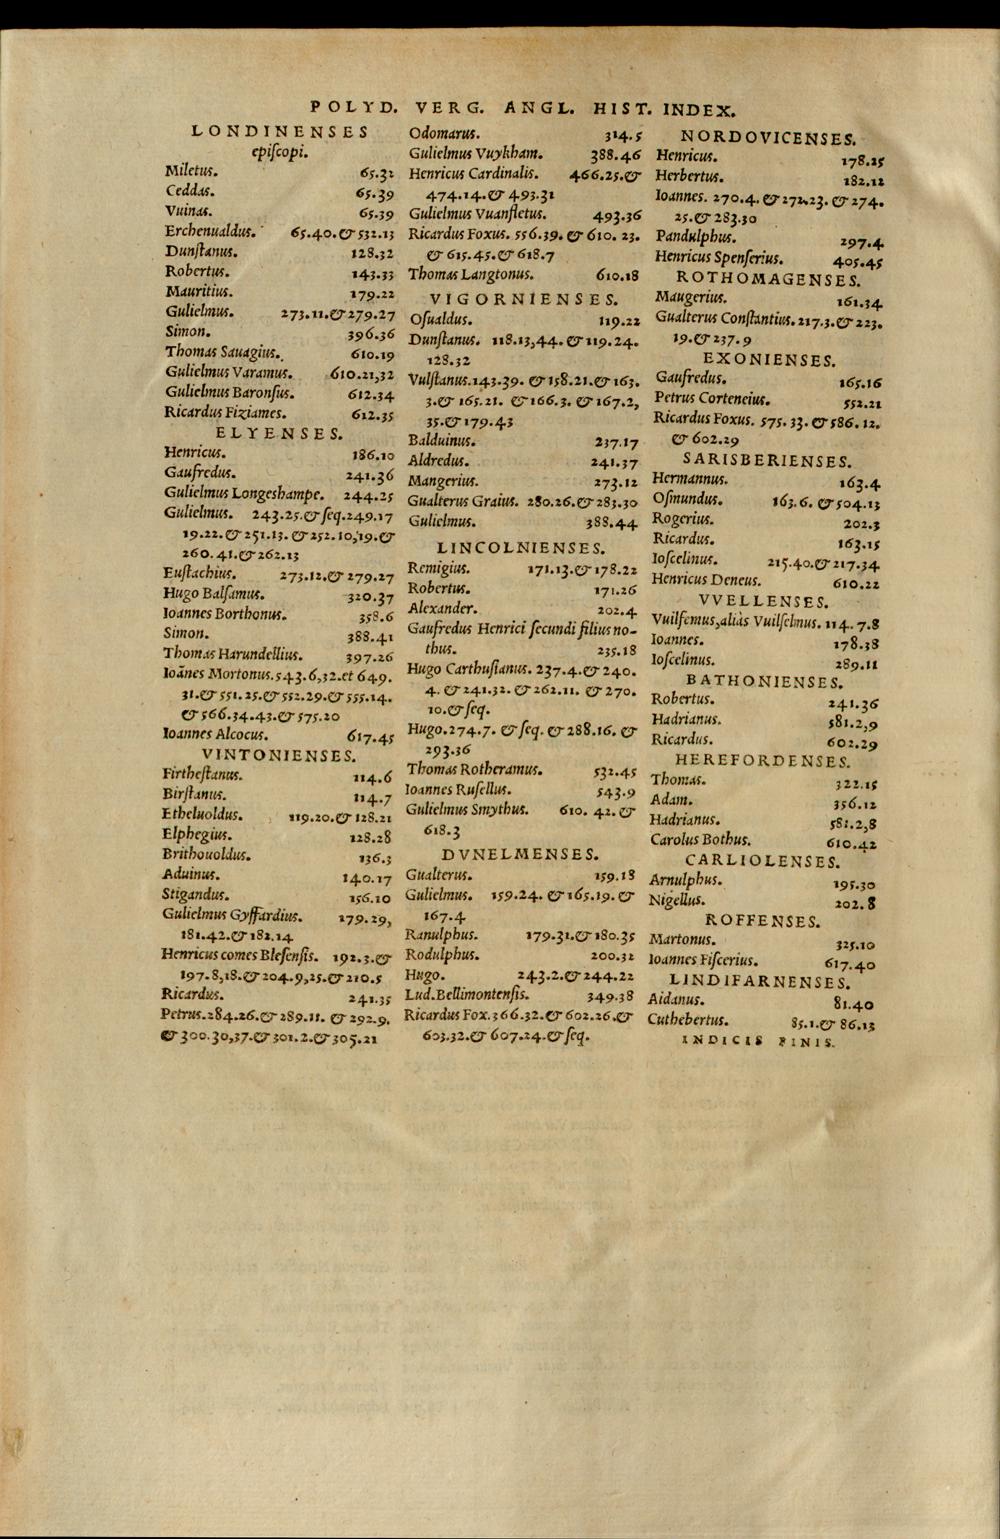 POLYD. VERG. ANGL. HIST. INDEX.
LONDINENSES
epiſcopi.
Miletus. 65.32
Ceddas. 65.39
Vuinas. 65.39
Erchenualdus. 65.40.& 532.13
Dunſtanus. 128.32
Robertus. 143.33
Mauritius. 179.22
Gulielmus. 273.11.& 279.27
Simon. 396.36
Thomas Sauagius. 610.19
Gulielmus Varamus. 610.21,32
Gulielmus Baronſus. 612.34
Ricardus Fiziames. 612.35
ELYENSES.
Henricus. 186.10
Gaufredus. 241.36
Gulielmus Longeshampe. 244.25
Gulielmus. 243.25.& ſeq.249.17
19.22.& 251.13.& 252.10,19.&
260.41.& 262.13
Euſtachius. 273.12.& 279.27
Hugo Balſamus. 320.37
Ioannes Borthonus. 358.6
Simon. 388.41
Thomas Harundellius. 397.26
Ioānes Mortonus.543.6,32.et 649.
31.& 551.25.& 552.29.& 555.14.
& 566.34.43.& 575.20
Ioannes Alcocus. 617.45
VINTONIENSES.
Firtheſtanus. 114.6
Birſtanus. 114.7
Etheluoldus. 119.20.& 128.21
Elphegius. 128.28
Brithouoldus. 136.3
Aduinus. 140.17
Stigandus. 156.10
Gulielmus Gyffardius. 179.29,
181.42.& 182.14
Henricus comes Bleſenſis. 192.3.&
197.8,18.& 204.9,25.& 210.5
Ricardus. 241.35
Petrus.284.26.& 289.11. & 292.9.
& 300.30,37.& 301.2.& 305.21
Odomarus. 314.5
Gulielmus Vuykham. 388.46
Henricus Cardinalis. 466.25.&
474.14.& 493.31
Gulielmus Vuanfletus. 493.36
Ricardus Foxus. 556.39.& 610. 23.
& 615.45.& 618.7
Thomas Langtonus. 610.18
VIGORNIENSES.
Oſualdus. 119.22
Dunſtanus. 118.13,44.& 119.24.
128.32
Vulſtanus.143.39. & 158.21.& 163.
3.& 165.21. & 166.3. & 167.2,
35.& 179.43
Balduinus. 237.17
Aldredus. 241.37
Mangerius. 273.12
Gualterus Graius. 280.26.& 283.30
Gulielmus. 388.44
LINCOLNIENSES.
Remigius. 171.13.& 178.22
Robertus. 171.26
Alexander. 202.4
Gaufredus Henrici ſecundi filius no-
thus. 235.18
Hugo Carthuſianus. 237.4.& 240.
4. & 241.32.& 262.11. & 270.
10.& ſeq.
Hugo.274.7. & ſeq. & 288.16. &
293.36
Thomas Rotheramus. 532.45
Ioannes Ruſellus. 543.9
Gulielmus Smythus. 610. 42. &
618.3
DVNELMENSES.
Gualterus. 159.18
Gulielmus. 159.24. & 165.19. &
167.4
Ranulphus. 179.31.& 180.35
Rodulphus. 200.32
Hugo. 243.2.& 244.22
Lud.Bellimontenſis. 349.38
Ricardus Fox.366.32.& 602.26.&
603.32.& 607.24.& ſeq.
NORDOVICENSES.
Henricus. 178.25
Herbertus. 182.12
Ioannes. 270.4. & 272.23. & 274.
25.& 283.30
Pandulphus. 297.4
Henricus Spenſerius. 405.45
ROTHOMAGENSES.
Maugerius. 161.34
Gualterus Conſtantius.217.3.& 223.
19.& 237.9
EXONIENSES.
Gaufredus. 165.16
Petrus Corteneius. 552.21
Ricardus Foxus. 575. 33.& 586. 12.
& 602.29
SARISBERIENSES.
Hermannus. 163.4
Oſmundus. 163.6. & 504.13
Rogerius. 202.3
Ricardus. 163.15
Ioſcelinus. 215.40.& 217.34
Henricus Deneus. 610.22
VVELLENSES.
Vuilfemus,aliàs Vuilſelmus. 114.7.8
Ioannes. 178.38
Ioſcelinus. 289.11
BATHONIENSES.
Robertus. 241.36
Hadrianus. 581.2,9
Ricardus. 602.29
HEREFORDENSES.
Thomas. 322.15
Adam. 356.12
Hadrianus. 581.2,8
Carolus Bothus. 610.42
CARLIOLENSES.
Arnulphus. 195.30
Nigellus. 202.8
ROFFENSES.
Martonus. 325.10
Ioannes Fiſcerius. 617.40
LINDIFARNENSES.
Aidanus. 81.40
Cuthebertus. 85.1.& 86.13
INDICIS FINIS.